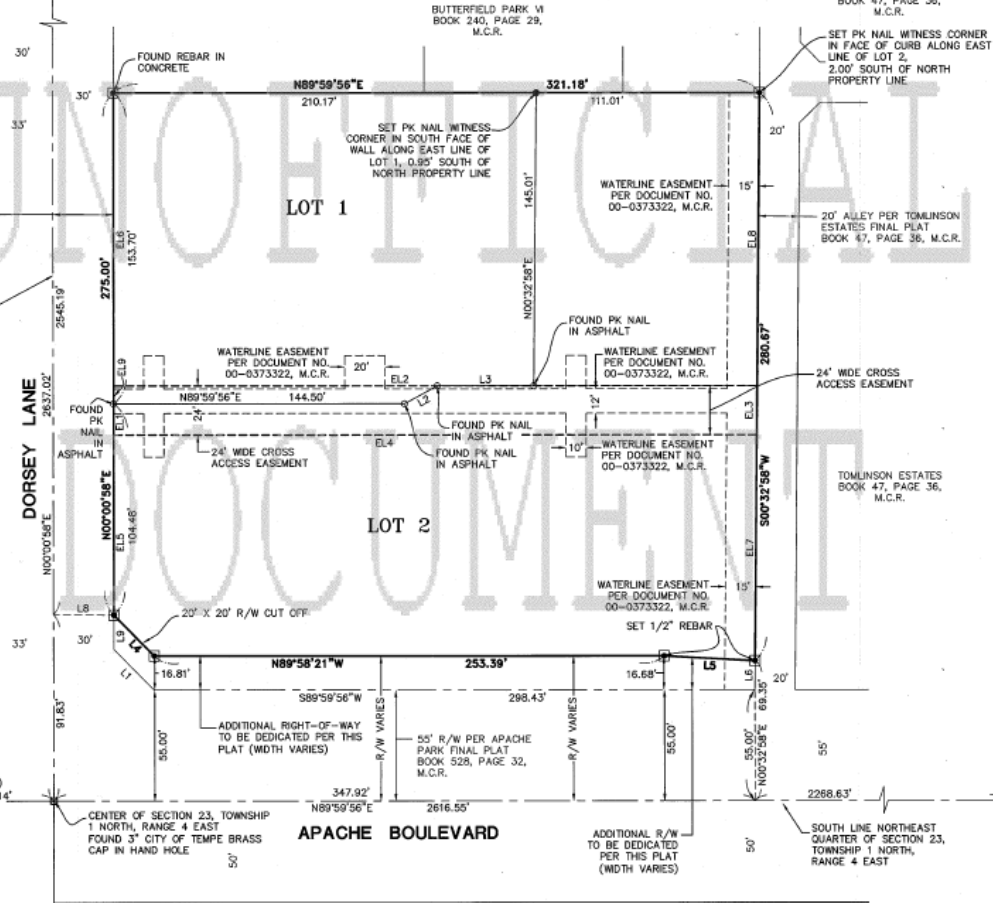 BUTTERFIELD PARK VI
BOOK 240, PAGE 29,
M.C.R.
BOOK 47, PAGE 36,
M.C.R.
30'
FOUND REBAR IN
CONCRETE
SET PK NAIL WITNESS CORNER
IN FACE OF CURB ALONG EAST
LINE OF LOT 2,
2.00' SOUTH OF NORTH
PROPERTY LINE
N89°59'56"E
321.18'
30'
210.17'
111.01'
33'
20'
SET PK NAIL WITNESS
CORNER IN SOUTH FACE OF
WALL ALONG EAST LINE OF
LOT 1, 0.95' SOUTH OF
NORTH PROPERTY LINE
UNOFFICIAL
LOT 1
145.01'
N00°32'58"E
WATERLINE EASEMENT
PER DOCUMENT NO.
00-0373322, M.C.R.
15'
20' ALLEY PER TOMLINSON
ESTATES FINAL PLAT
BOOK 47, PAGE 36, M.C.R.
EL6
153.70'
275.00'
EL8
2545.19'
280.67'
FOUND PK NAIL
IN ASPHALT
WATERLINE EASEMENT
PER DOCUMENT NO.
00-0373322, M.C.R.
20'
WATERLINE EASEMENT
PER DOCUMENT NO.
00-0373322, M.C.R.
24' WIDE CROSS
ACCESS EASEMENT
EL9
EL2
L3
N89°59'56"E
144.50'
L2
12'
EL3
DORSEY LANE
2637.02'
FOUND
PK
NAIL
IN
ASPHALT
EL1
24'
FOUND PK NAIL
IN ASPHALT
EL4
24' WIDE CROSS
ACCESS EASEMENT
FOUND PK NAIL
IN ASPHALT
10'
WATERLINE EASEMENT
PER DOCUMENT NO.
00-0373322, M.C.R.
TOMLINSON ESTATES
BOOK 47, PAGE 36,
M.C.R.
N00°00'58"E
N00°00'58"E
EL5
104.48'
DOCUMENT
LOT 2
S00°32'58"W
EL7
WATERLINE EASEMENT
PER DOCUMENT NO.
00-0373322, M.C.R.
15'
L8
20' X 20' R/W CUT OFF
SET 1/2" REBAR
33'
30'
L9
L4
N89°58'21"W
253.39'
L5
L1
16.81'
16.68'
L6
20'
S89°59'56"W
298.43'
69.35'
91.83'
55.00'
ADDITIONAL RIGHT-OF-WAY
TO BE DEDICATED PER THIS
PLAT (WIDTH VARIES)
R/W VARIES
55' R/W PER APACHE
PARK FINAL PLAT
BOOK 528, PAGE 32,
M.C.R.
R/W VARIES
55.00'
55.00'
N00°32'58"E
55'
347.92'
2268.63'
N89°59'56"E
2616.55'
CENTER OF SECTION 23, TOWNSHIP
1 NORTH, RANGE 4 EAST
FOUND 3" CITY OF TEMPE BRASS
CAP IN HAND HOLE
50'
APACHE BOULEVARD
ADDITIONAL R/W
TO BE DEDICATED
PER THIS PLAT
(WIDTH VARIES)
50'
SOUTH LINE NORTHEAST
QUARTER OF SECTION 23,
TOWNSHIP 1 NORTH,
RANGE 4 EAST